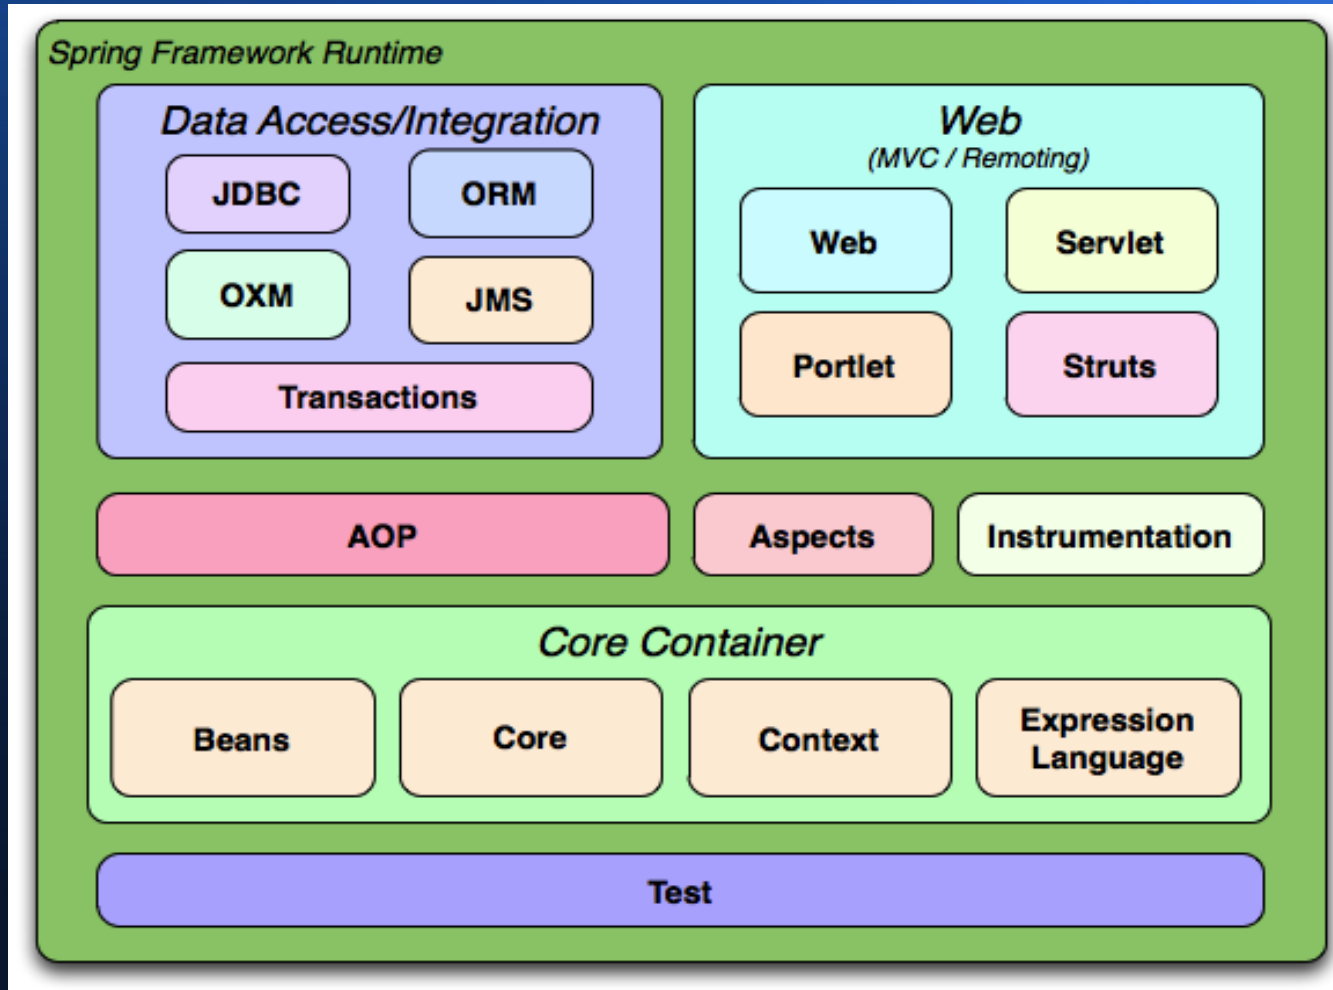 Spring Framework Runtime
Data Access/Integration
JDBC
ORM
OXM
JMS
Transactions
Web
(MVC / Remoting)
Web
Servlet
Portlet
Struts
AOP
Aspects
Instrumentation
Core Container
Beans
Core
Context
Expression
Language
Test